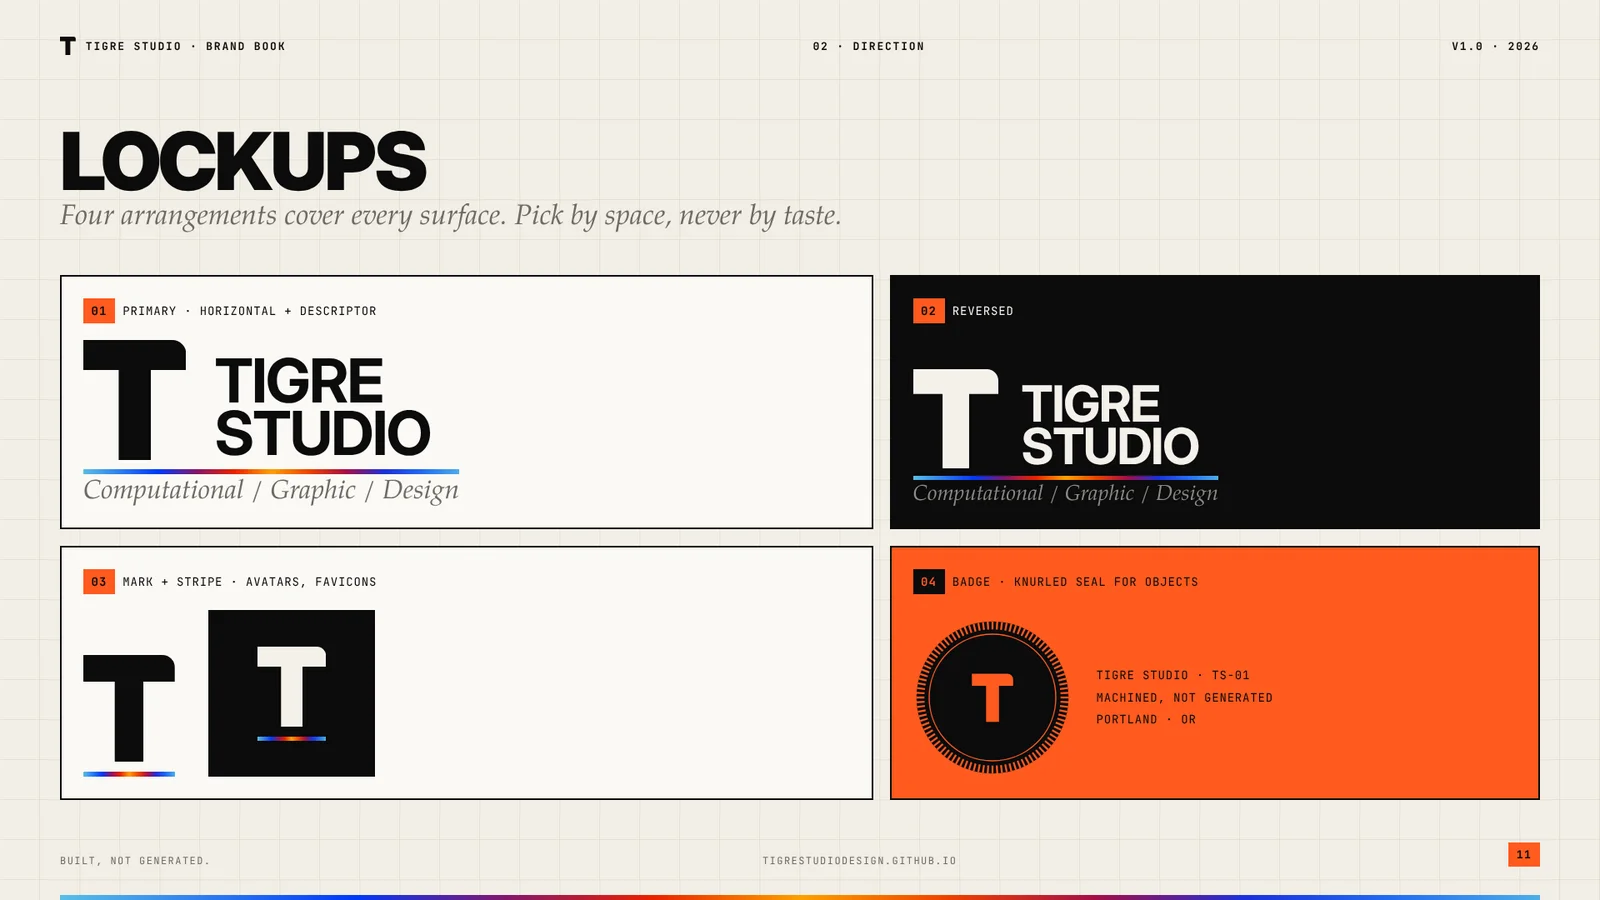 T TIGRE STUDIO · BRAND BOOK
02 · DIRECTION
V1.0 · 2026
LOCKUPS
Four arrangements cover every surface. Pick by space, never by taste.
01 PRIMARY · HORIZONTAL + DESCRIPTOR
T
TIGRE
STUDIO
Computational / Graphic / Design
02 REVERSED
T
TIGRE
STUDIO
Computational / Graphic / Design
03 MARK + STRIPE · AVATARS, FAVICONS
T
T
04 BADGE · KNURLED SEAL FOR OBJECTS
T
TIGRE STUDIO · TS-01
MACHINED, NOT GENERATED
PORTLAND · OR
BUILT, NOT GENERATED.
TIGRESTUDIODESIGN.GITHUB.IO
11